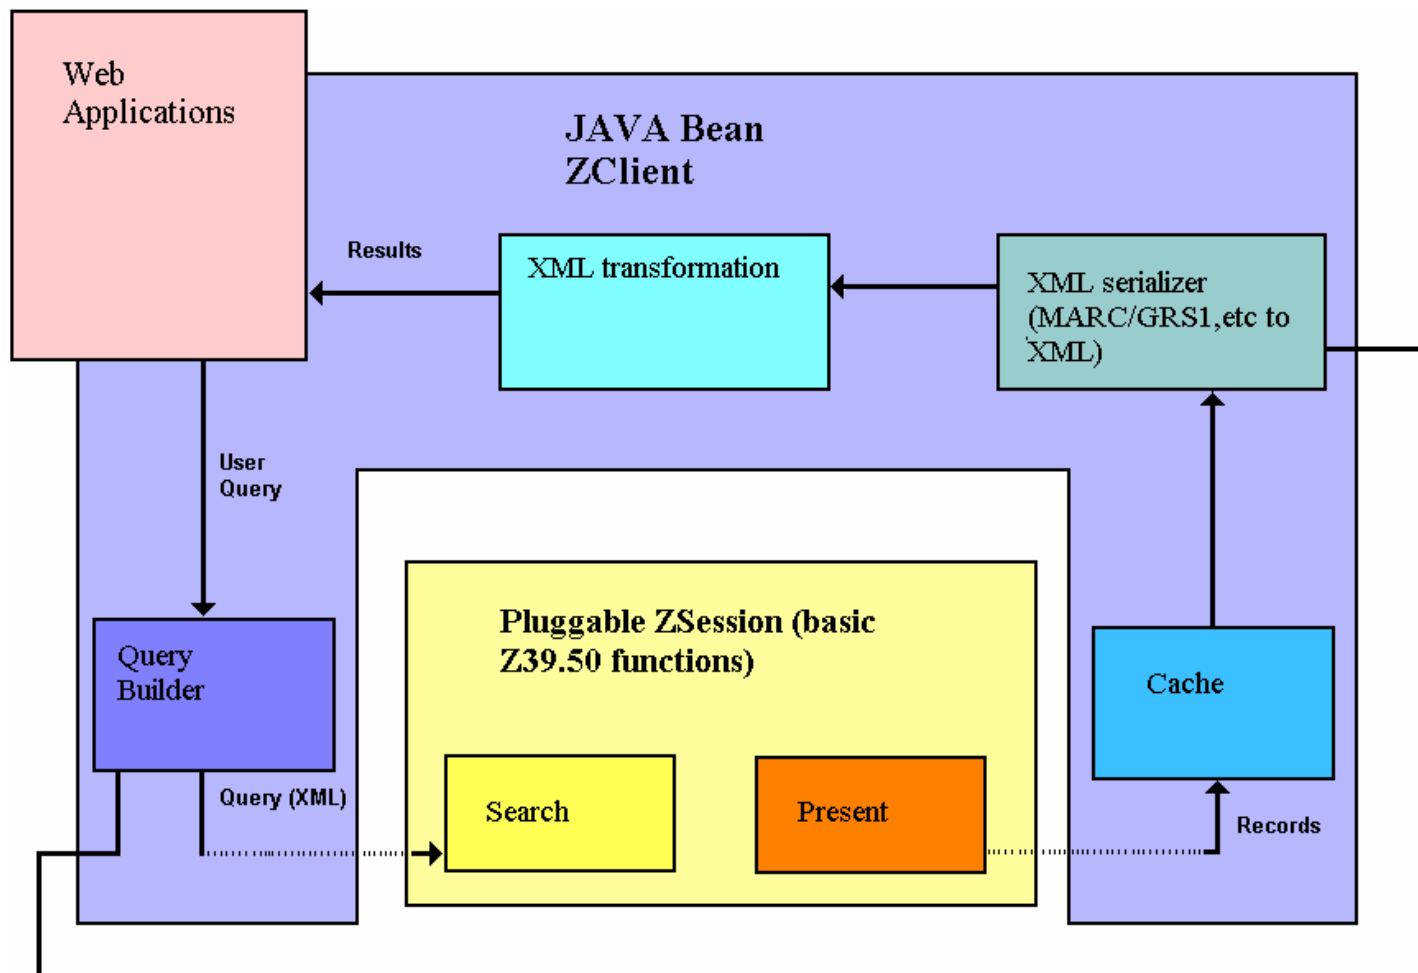 Web
Applications
JAVA Bean
ZClient
Results
XML transformation
XML serializer
(MARC/GRS1,etc to
XML)
User
Query
Pluggable ZSession (basic
Z39.50 functions)
Query
Builder
Cache
Query (XML)
Search
Present
Records